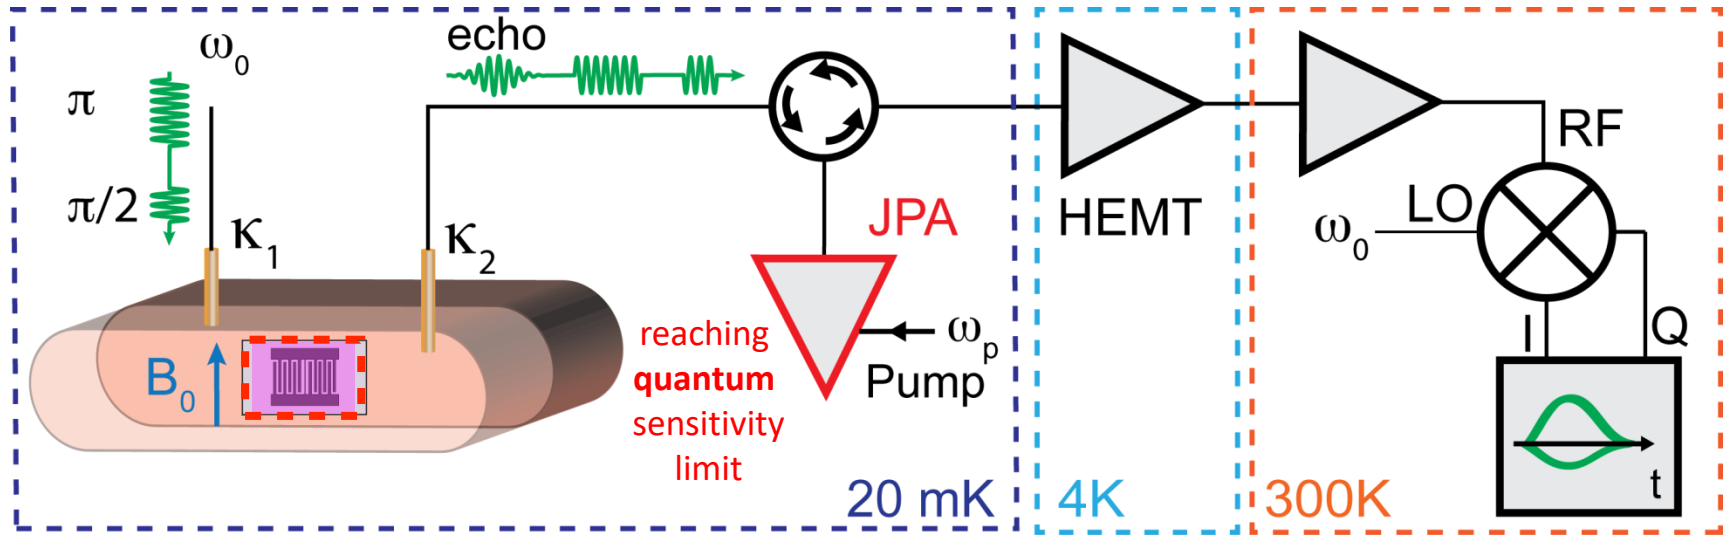 π
π/2
ω₀
κ₁
κ₂
echo
B₀
reaching
quantum
sensitivity
limit
JPA
ωₚ
Pump
20 mK
HEMT
4K
RF
LO
ω₀
I
Q
t
300K